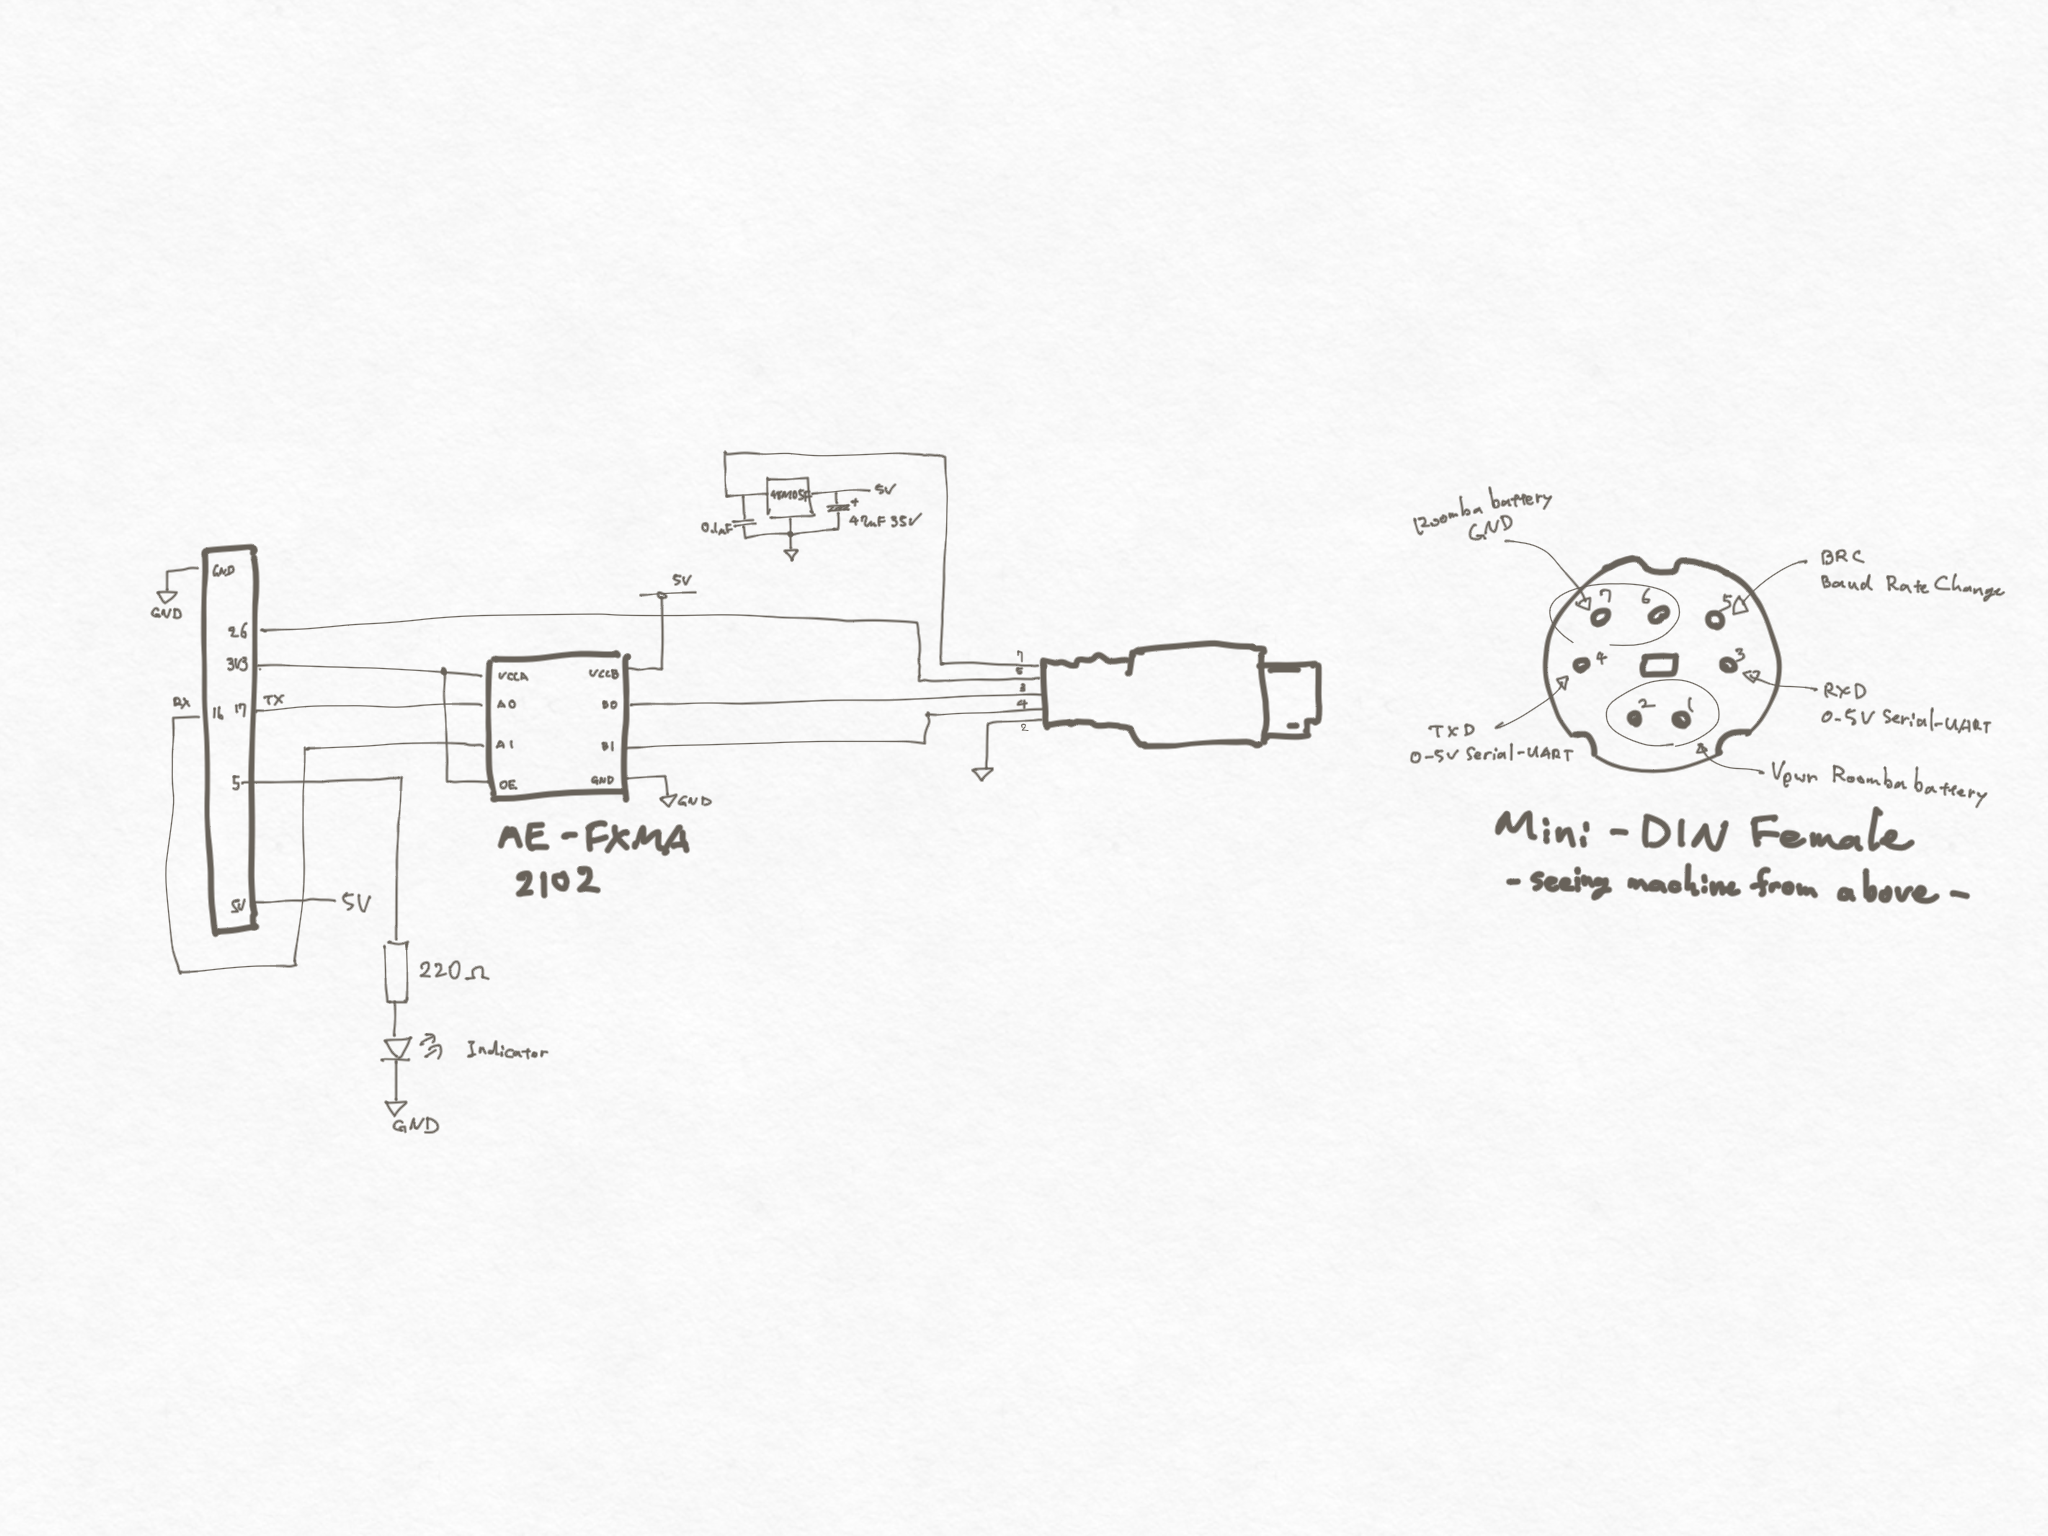 5V
0.1uF
47uF 35V
GND
GND
26
3V3
RX
16
17
TX
5
5V
5V
5V
VCCA
VCCB
A0
B0
A1
B1
OE
GND
GND
AE-FXMA
2102
220Ω
Indicator
GND
7
5
3
4
2
Roomba battery
GND
BRC
Baud Rate Change
7
6
5
4
3
2
1
RXD
0-5V Serial-UART
TXD
0-5V Serial-UART
Vpwr Roomba battery
Mini-DIN Female
- seeing machine from above -